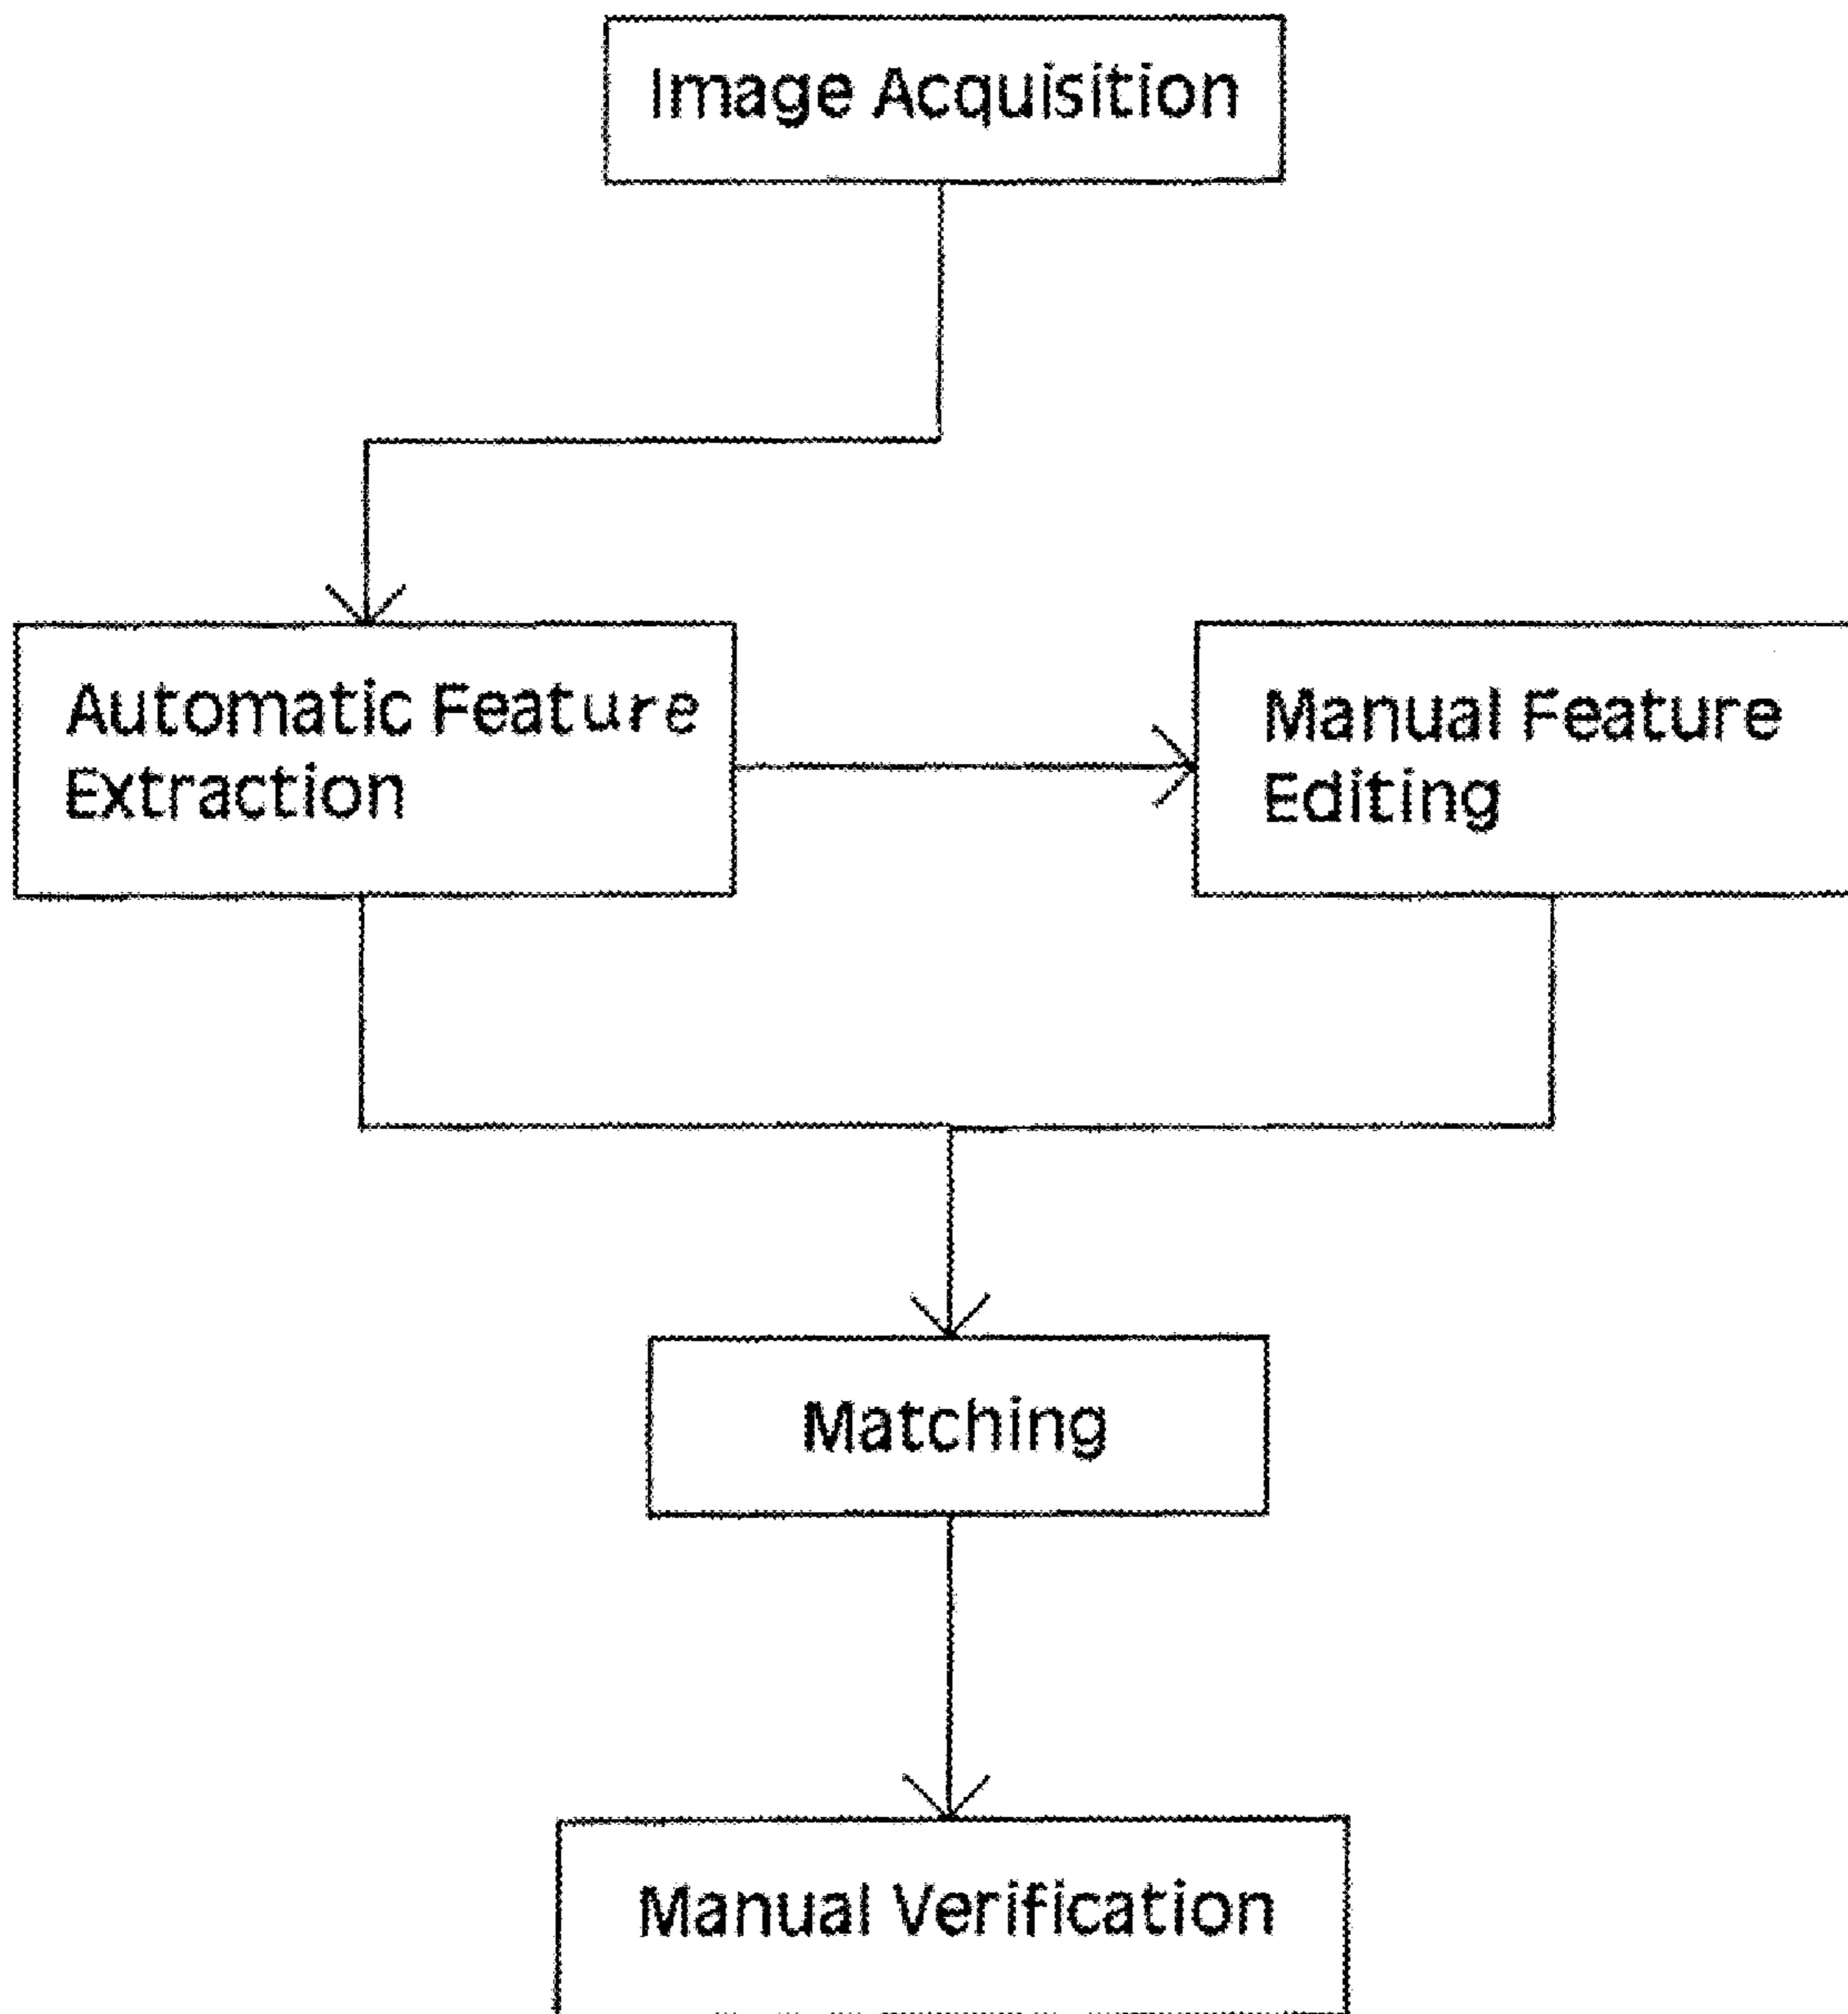 Image Acquisition
Automatic Feature
Extraction
Manual Feature
Editing
Matching
Manual Verification